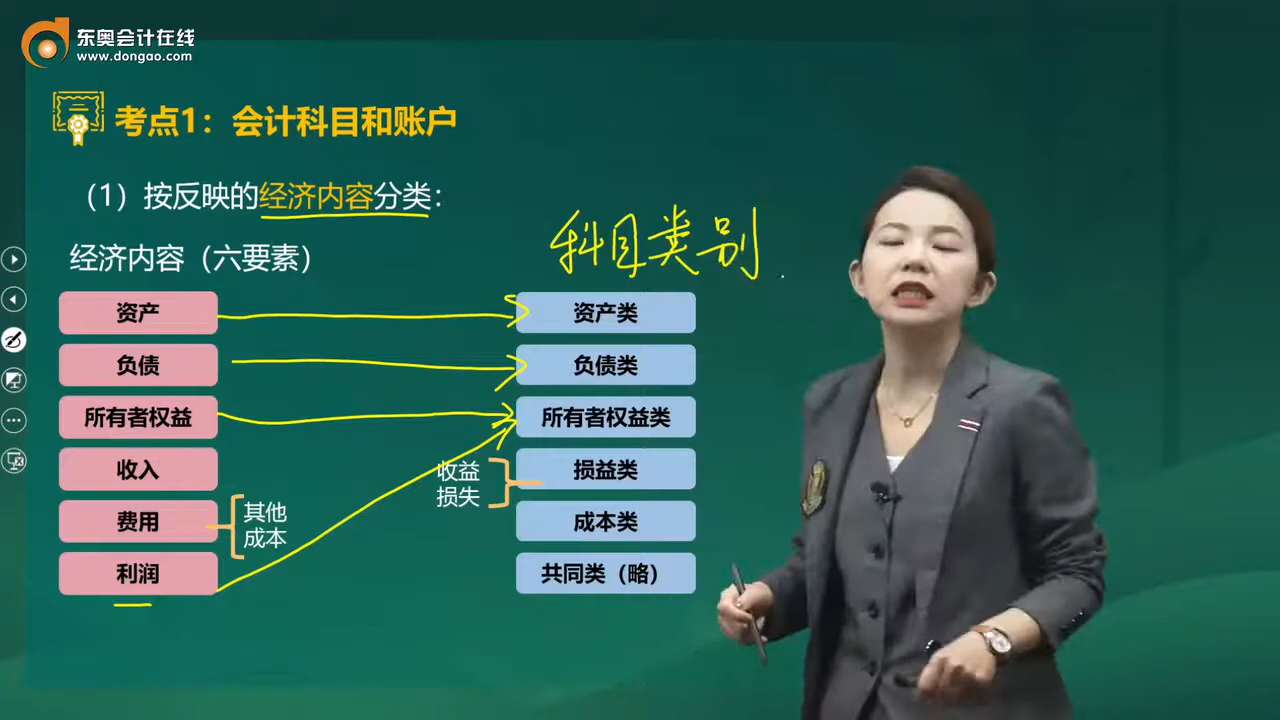 东奥会计在线
www.dongao.com
考点1：会计科目和账户
（1）按反映的经济内容分类：
经济内容（六要素）
科目类别
资产
资产类
负债
负债类
所有者权益
所有者权益类
收入
收益
损失
损益类
费用
其他
成本
成本类
利润
共同类（略）